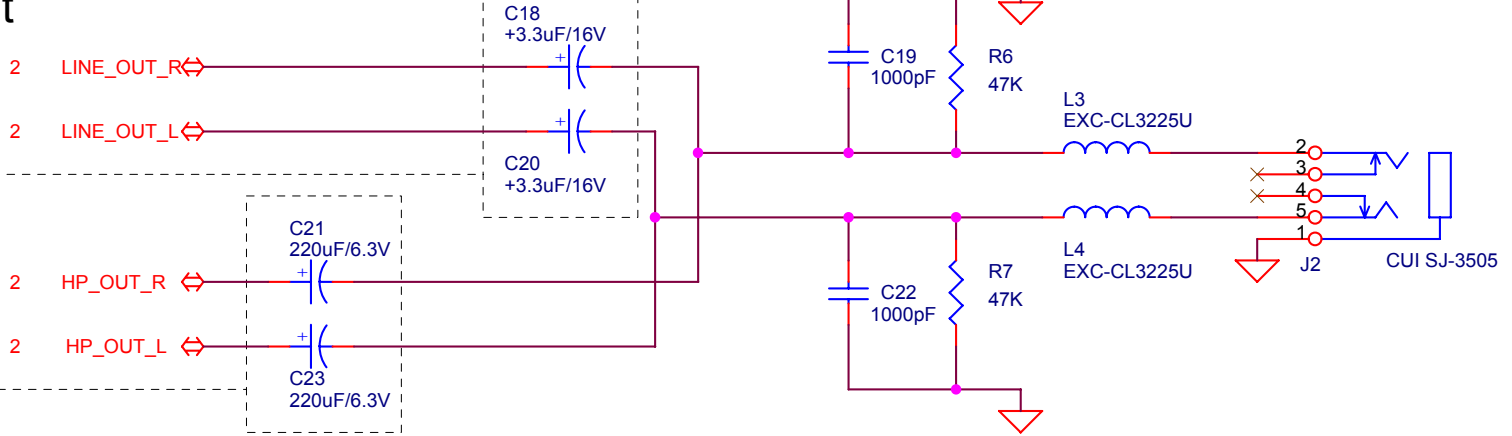 t
C18
+3.3uF/16V
2 LINE_OUT_R
+
C19
1000pF
R6
47K
2 LINE_OUT_L
+
C20
+3.3uF/16V
L3
EXC-CL3225U
2
3
4
5
1
J2
CUI SJ-3505
C21
220uF/6.3V
2 HP_OUT_R
+
C22
1000pF
R7
47K
L4
EXC-CL3225U
2 HP_OUT_L
+
C23
220uF/6.3V